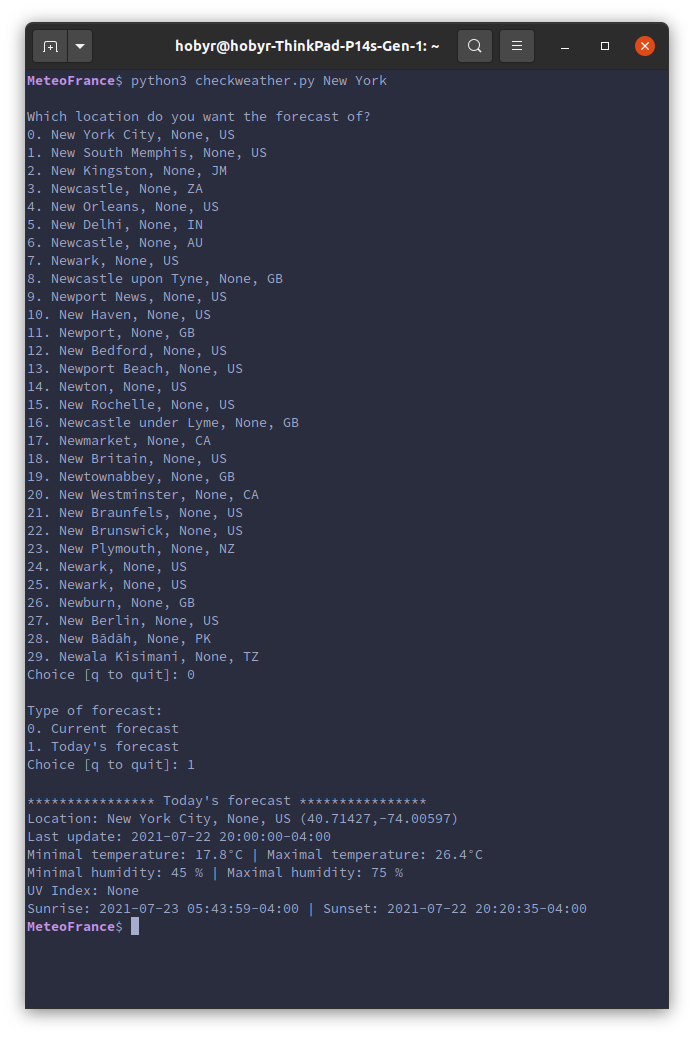 hobyr@hobyr-ThinkPad-P14s-Gen-1: ~
MeteoFrance$ python3 checkweather.py New York
Which location do you want the forecast of?
0. New York City, None, US
1. New South Memphis, None, US
2. New Kingston, None, JM
3. Newcastle, None, ZA
4. New Orleans, None, US
5. New Delhi, None, IN
6. Newcastle, None, AU
7. Newark, None, US
8. Newcastle upon Tyne, None, GB
9. Newport News, None, US
10. New Haven, None, US
11. Newport, None, GB
12. New Bedford, None, US
13. Newport Beach, None, US
14. Newton, None, US
15. New Rochelle, None, US
16. Newcastle under Lyme, None, GB
17. Newmarket, None, CA
18. New Britain, None, US
19. Newtownabbey, None, GB
20. New Westminster, None, CA
21. New Braunfels, None, US
22. New Brunswick, None, US
23. New Plymouth, None, NZ
24. Newark, None, US
25. Newark, None, US
26. Newburn, None, GB
27. New Berlin, None, US
28. New Bādāh, None, PK
29. Newala Kisimani, None, TZ
Choice [q to quit]: 0
Type of forecast:
0. Current forecast
1. Today's forecast
Choice [q to quit]: 1
**************** Today's forecast ****************
Location: New York City, None, US (40.71427,-74.00597)
Last update: 2021-07-22 20:00:00-04:00
Minimal temperature: 17.8°C | Maximal temperature: 26.4°C
Minimal humidity: 45 % | Maximal humidity: 75 %
UV Index: None
Sunrise: 2021-07-23 05:43:59-04:00 | Sunset: 2021-07-22 20:20:35-04:00
MeteoFrance$